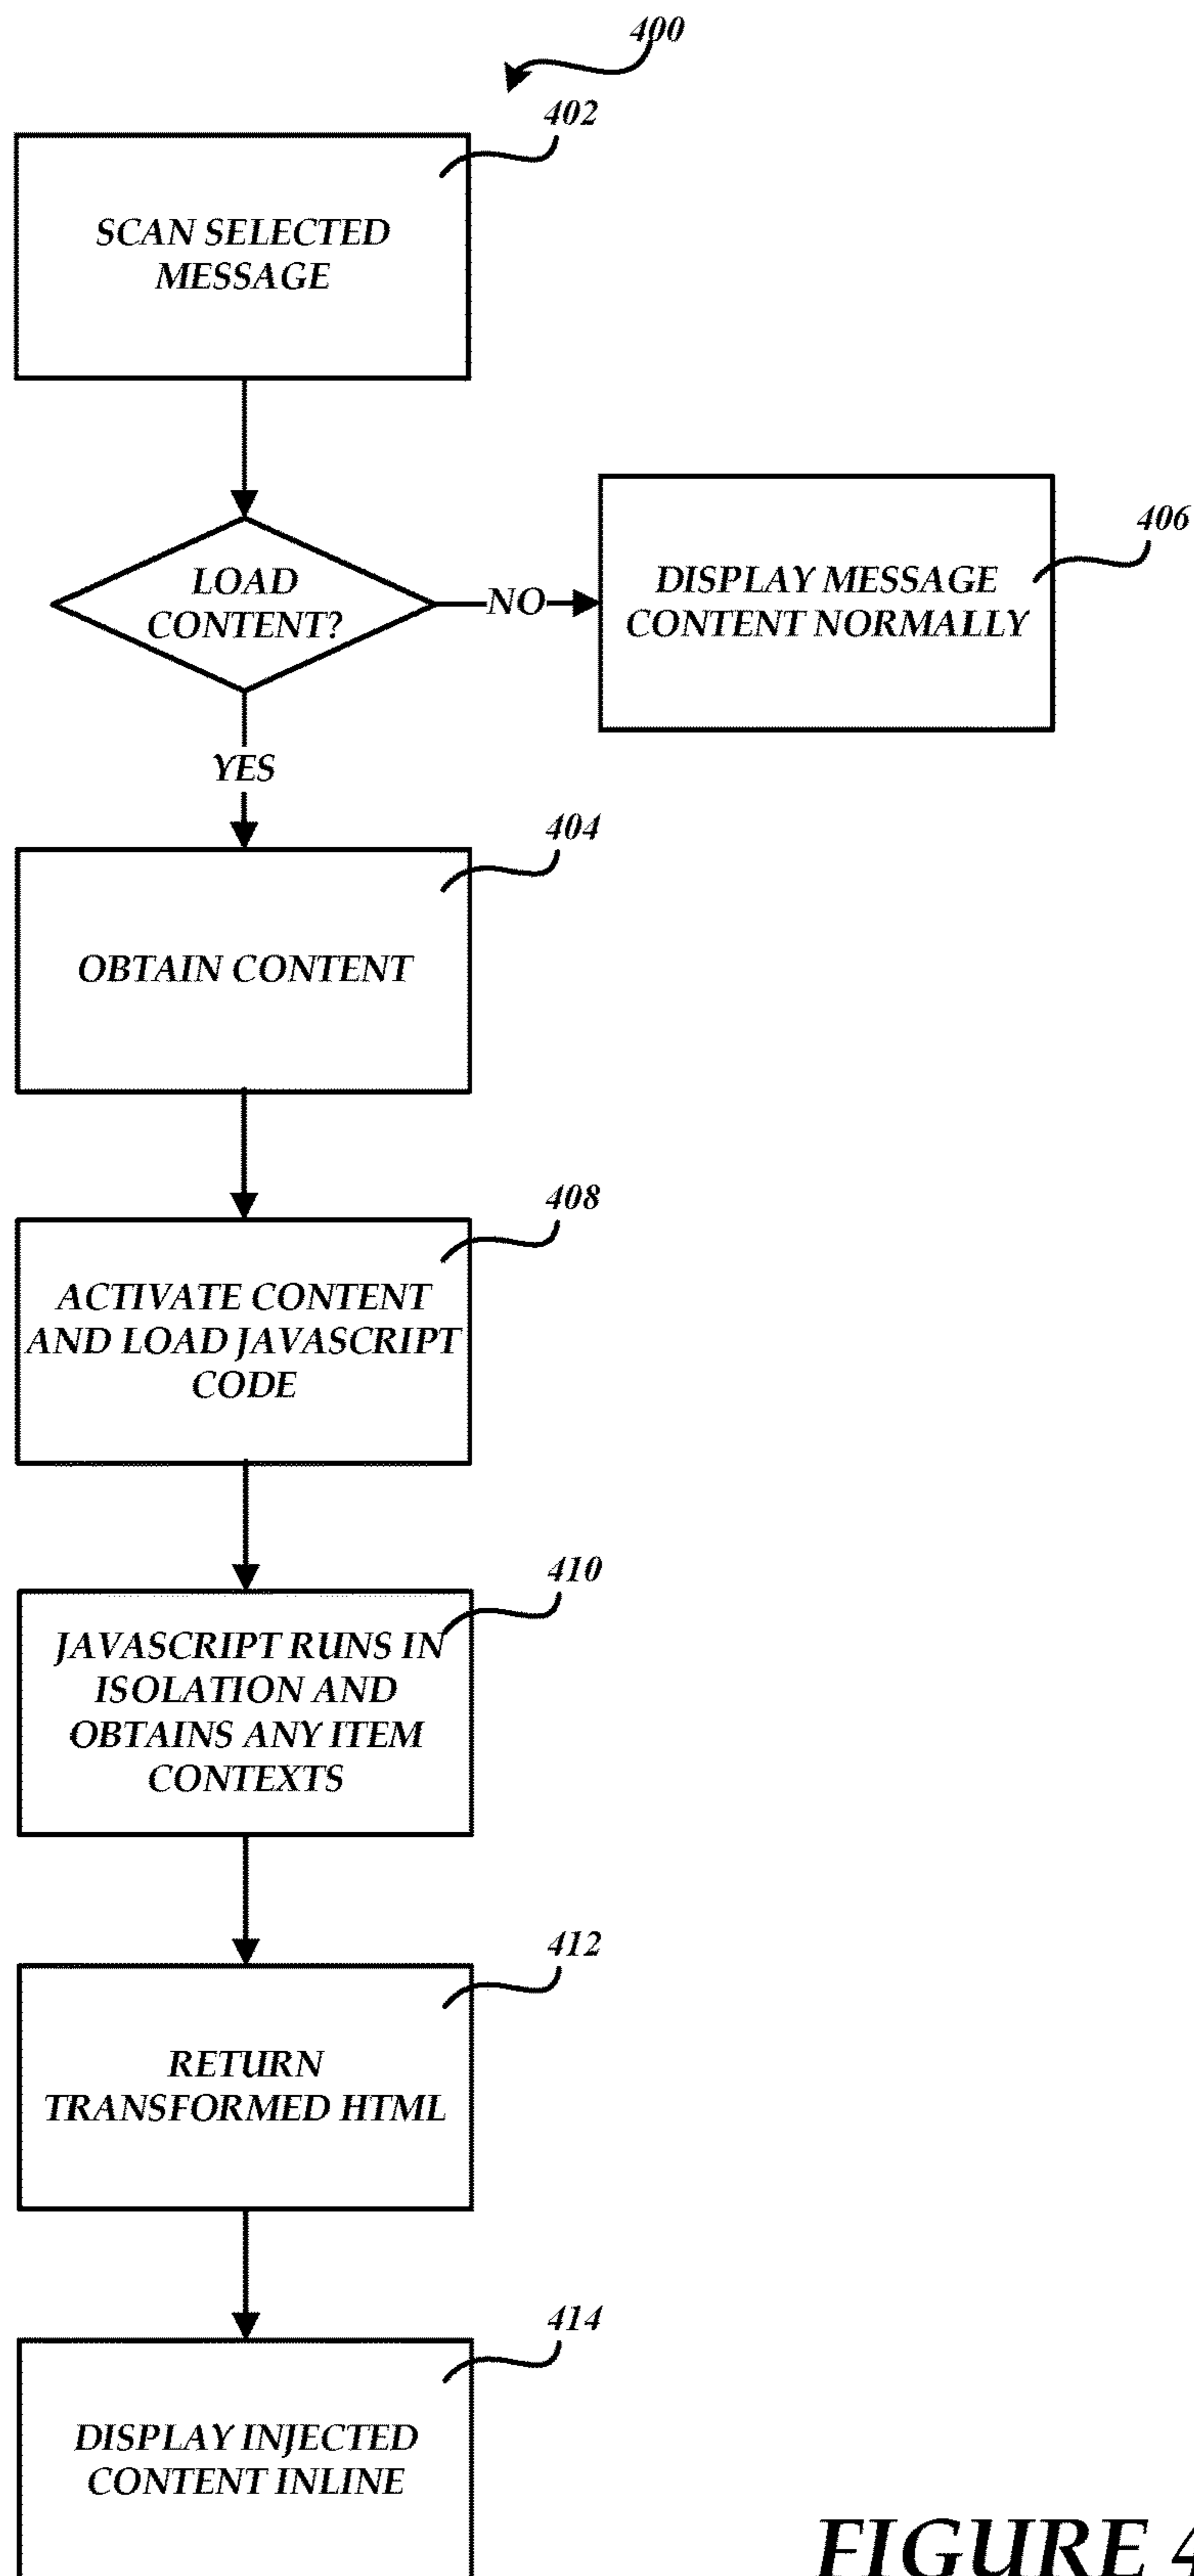 400
402
SCAN SELECTED
MESSAGE
LOAD
CONTENT?
NO
406
DISPLAY MESSAGE
CONTENT NORMALLY
YES
404
OBTAIN CONTENT
408
ACTIVATE CONTENT
AND LOAD JAVASCRIPT
CODE
410
JAVASCRIPT RUNS IN
ISOLATION AND
OBTAINS ANY ITEM
CONTEXTS
412
RETURN
TRANSFORMED HTML
414
DISPLAY INJECTED
CONTENT INLINE
FIGURE 4